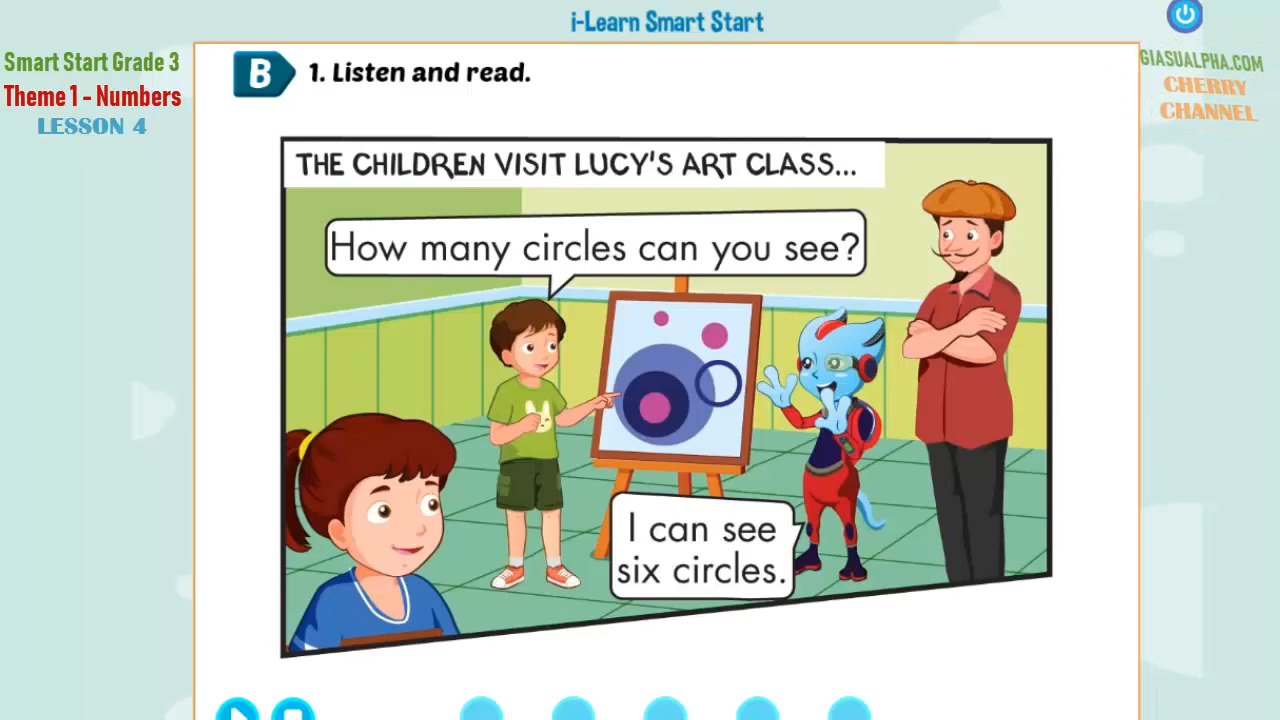 i-Learn Smart Start
Smart Start Grade 3
Theme 1 - Numbers
LESSON 4
GIASUALPHA.COM
CHERRY
CHANNEL
B 1. Listen and read.
THE CHILDREN VISIT LUCY'S ART CLASS...
How many circles can you see?
I can see
six circles.